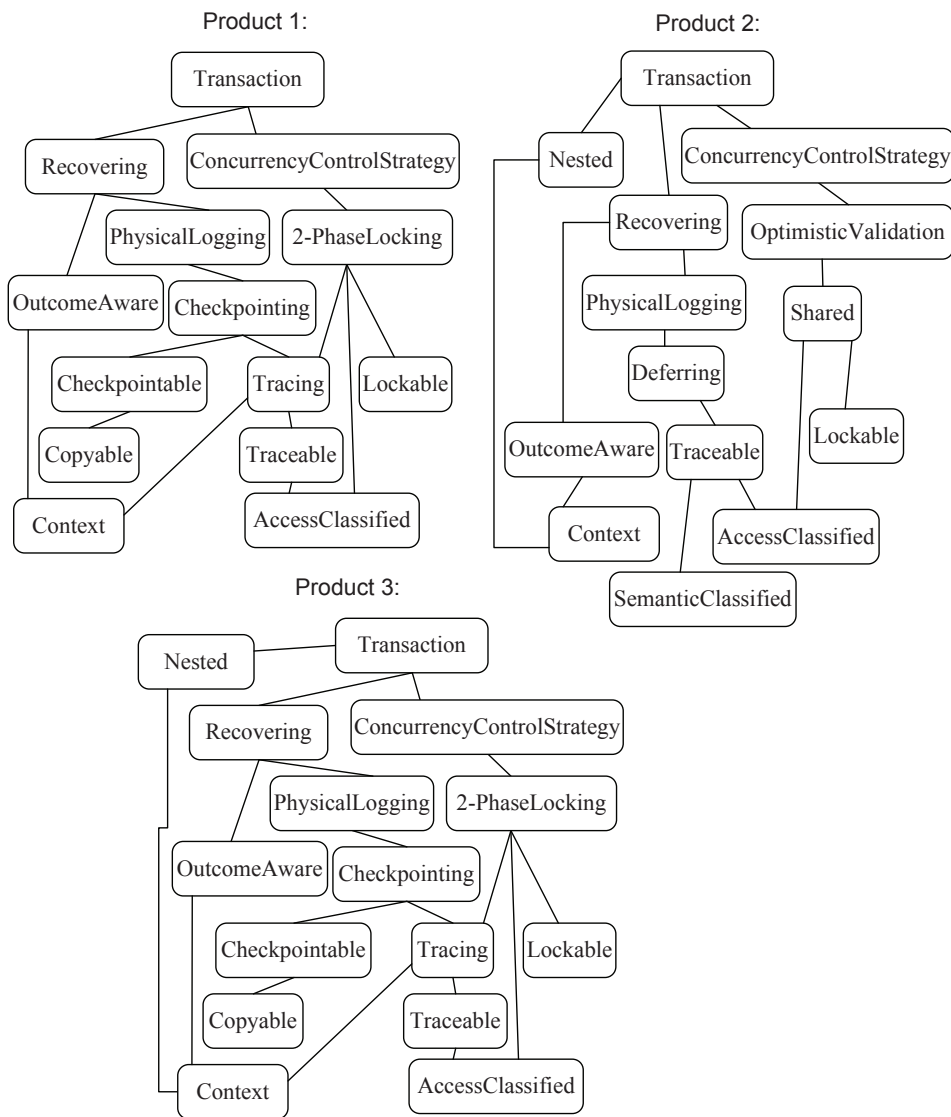 Product 1:
Transaction
Recovering
ConcurrencyControlStrategy
PhysicalLogging
2-PhaseLocking
OutcomeAware
Checkpointing
Checkpointable
Tracing
Lockable
Copyable
Traceable
Context
AccessClassified
Product 2:
Transaction
Nested
ConcurrencyControlStrategy
Recovering
OptimisticValidation
PhysicalLogging
Shared
Deferring
Lockable
OutcomeAware
Traceable
Context
AccessClassified
SemanticClassified
Product 3:
Nested
Transaction
Recovering
ConcurrencyControlStrategy
PhysicalLogging
2-PhaseLocking
OutcomeAware
Checkpointing
Checkpointable
Tracing
Lockable
Copyable
Traceable
Context
AccessClassified